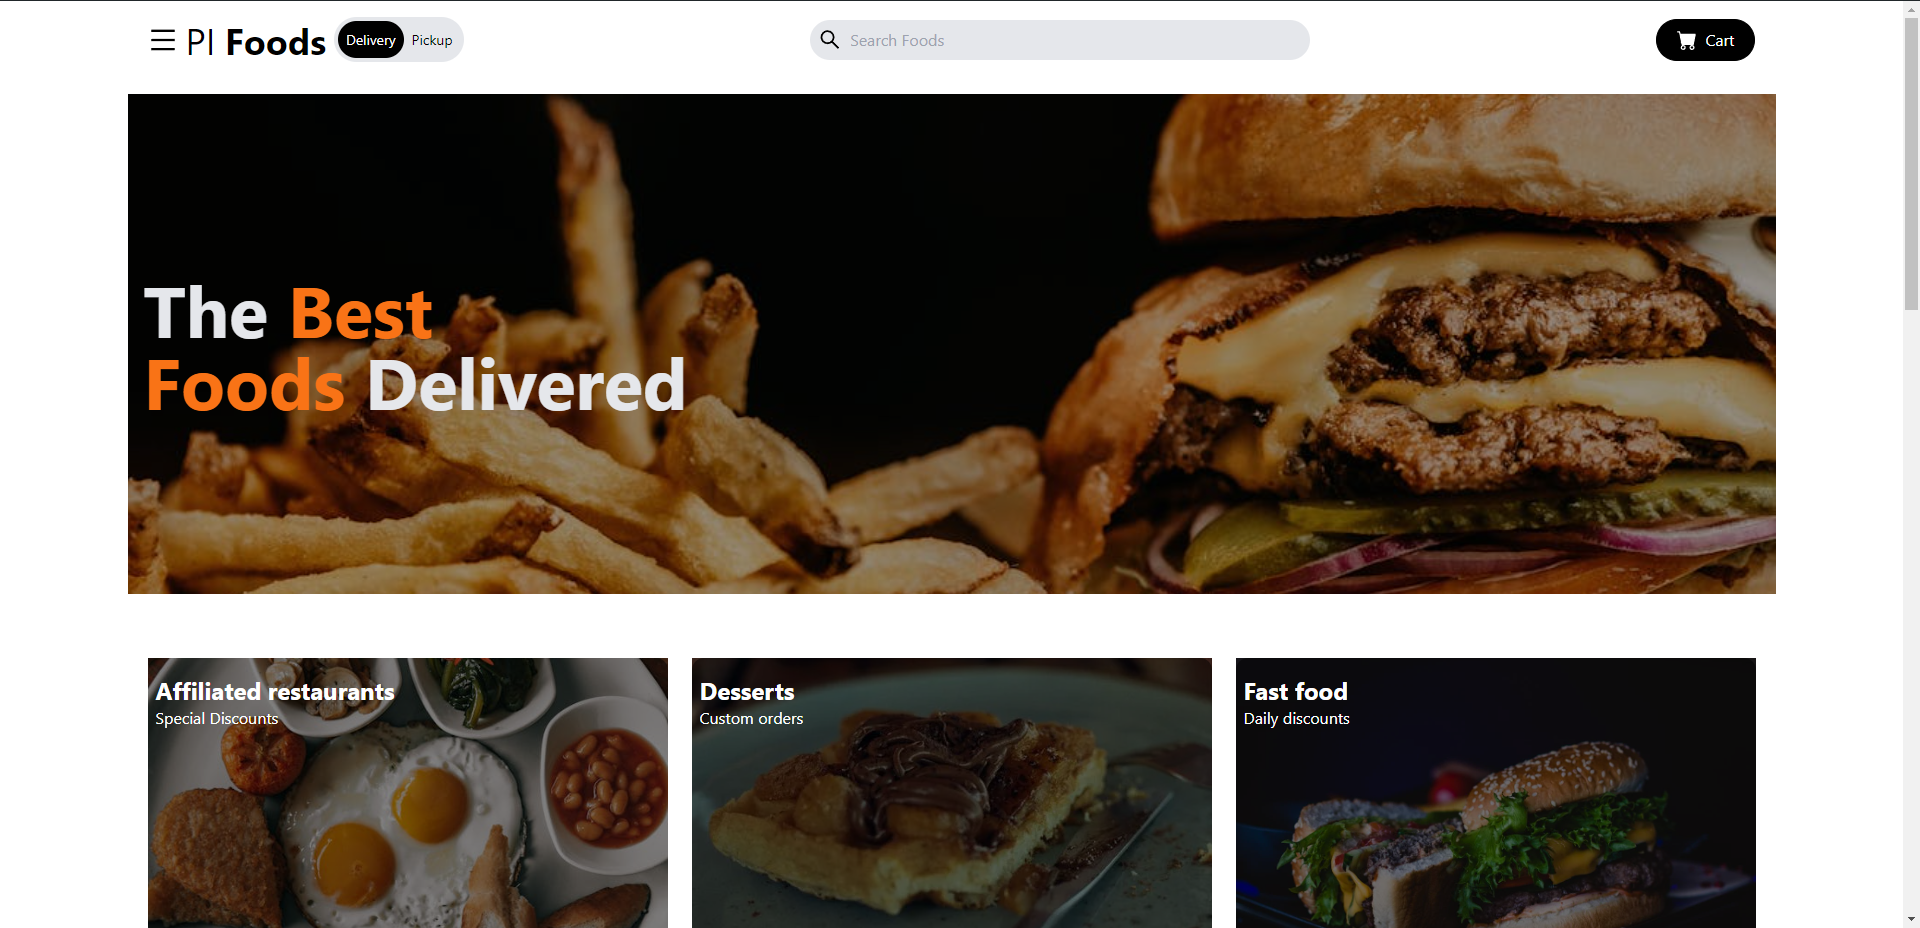 PI Foods Delivery Pickup Search Foods Cart
The Best
Foods Delivered
Affiliated restaurants
Special Discounts
Desserts
Custom orders
Fast food
Daily discounts